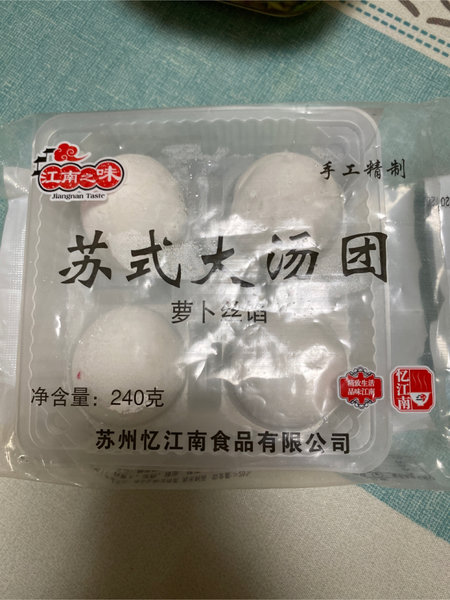 江南之味
Jiangnan Taste
手工精制
苏式大汤团
萝卜丝馅
净含量：240克
精致生活
品味江南
忆江南
苏州忆江南食品有限公司